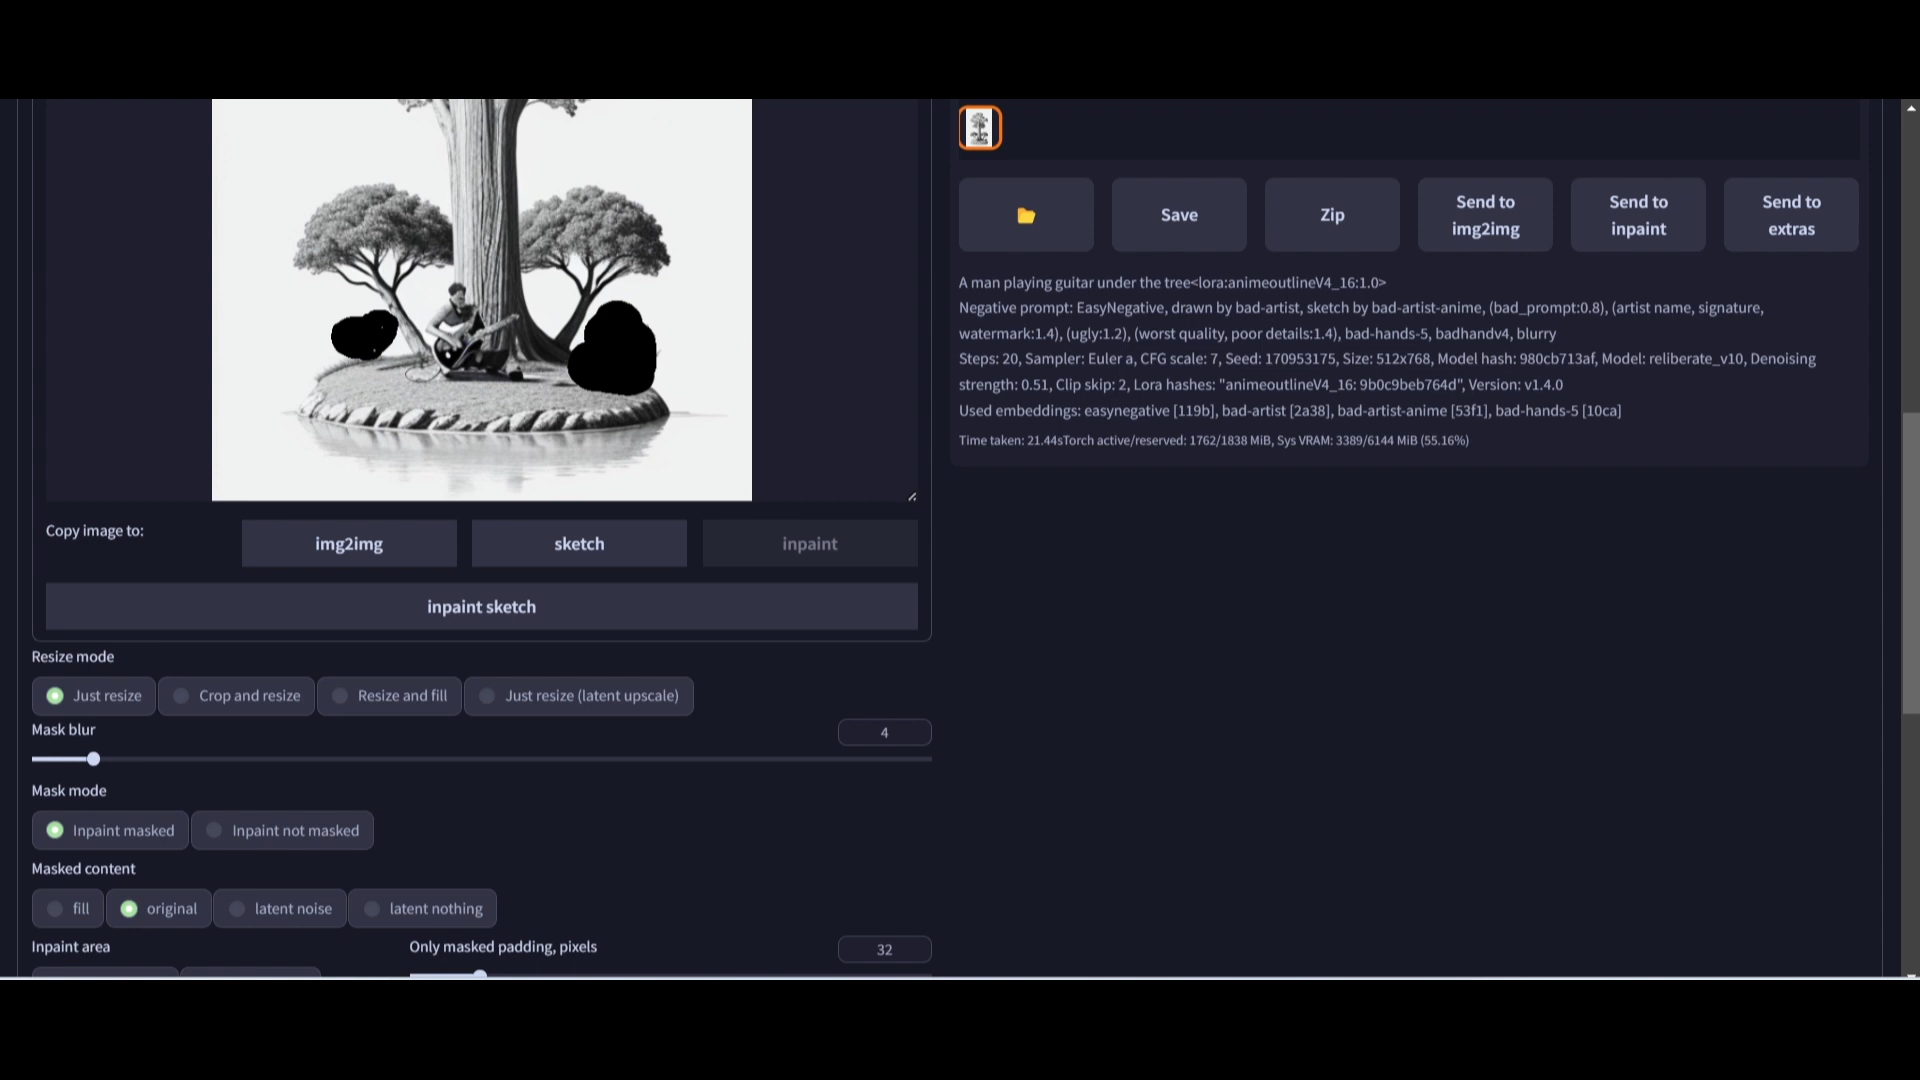 Save
Zip
Send to
img2img
Send to
inpaint
Send to
extras
A man playing guitar under the tree<lora:animeoutlineV4_16:1.0>
Negative prompt: EasyNegative, drawn by bad-artist, sketch by bad-artist-anime, (bad_prompt:0.8), (artist name, signature,
watermark:1.4), (ugly:1.2), (worst quality, poor details:1.4), bad-hands-5, badhandv4, blurry
Steps: 20, Sampler: Euler a, CFG scale: 7, Seed: 170953175, Size: 512x768, Model hash: 980cb713af, Model: reliberate_v10, Denoising
strength: 0.51, Clip skip: 2, Lora hashes: "animeoutlineV4_16: 9b0c9beb764d", Version: v1.4.0
Used embeddings: easynegative [119b], bad-artist [2a38], bad-artist-anime [53f1], bad-hands-5 [10ca]
Time taken: 21.44sTorch active/reserved: 1762/1838 MiB, Sys VRAM: 3389/6144 MiB (55.16%)
Copy image to:
img2img
sketch
inpaint
inpaint sketch
Resize mode
Just resize
Crop and resize
Resize and fill
Just resize (latent upscale)
Mask blur
4
Mask mode
Inpaint masked
Inpaint not masked
Masked content
fill
original
latent noise
latent nothing
Inpaint area
Only masked padding, pixels
32